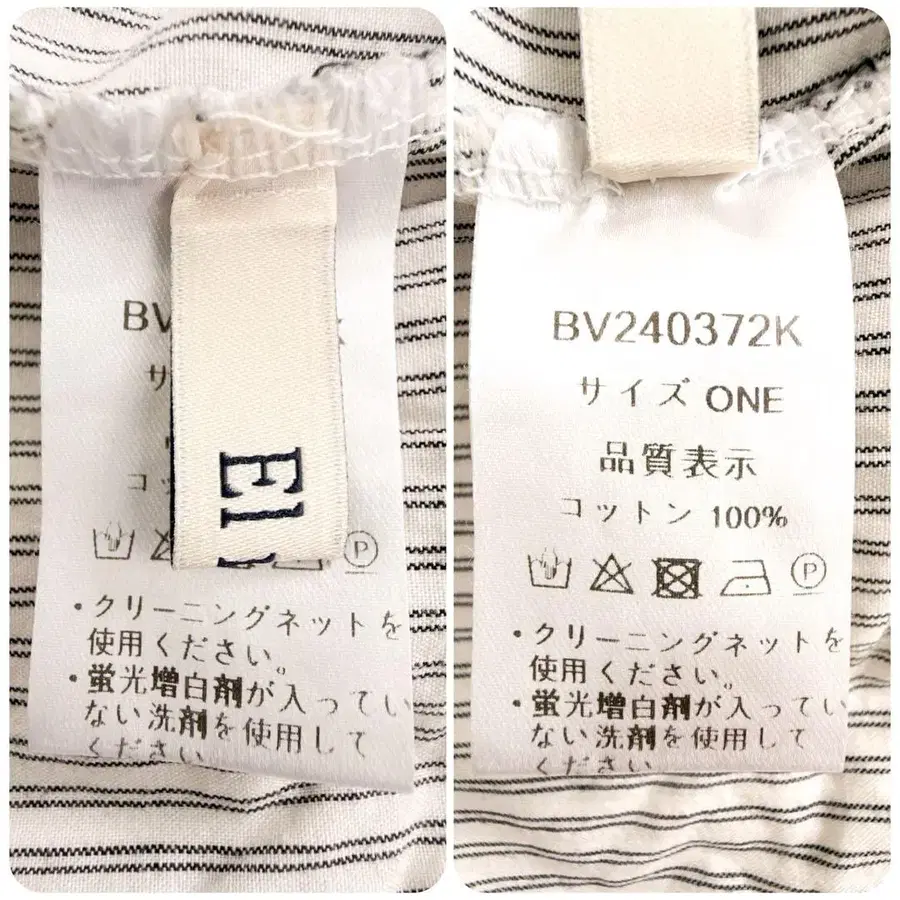 BV
サ
コッ
El
P
・クリーニングネットを
使用ください。
・蛍光増白剤が入ってい
ない洗剤を使用して
ください
BV240372K
サイズ ONE
品質表示
コットン 100%
P
・クリーニングネットを
使用ください。
・蛍光増白剤が入ってい
ない洗剤を使用して
ください